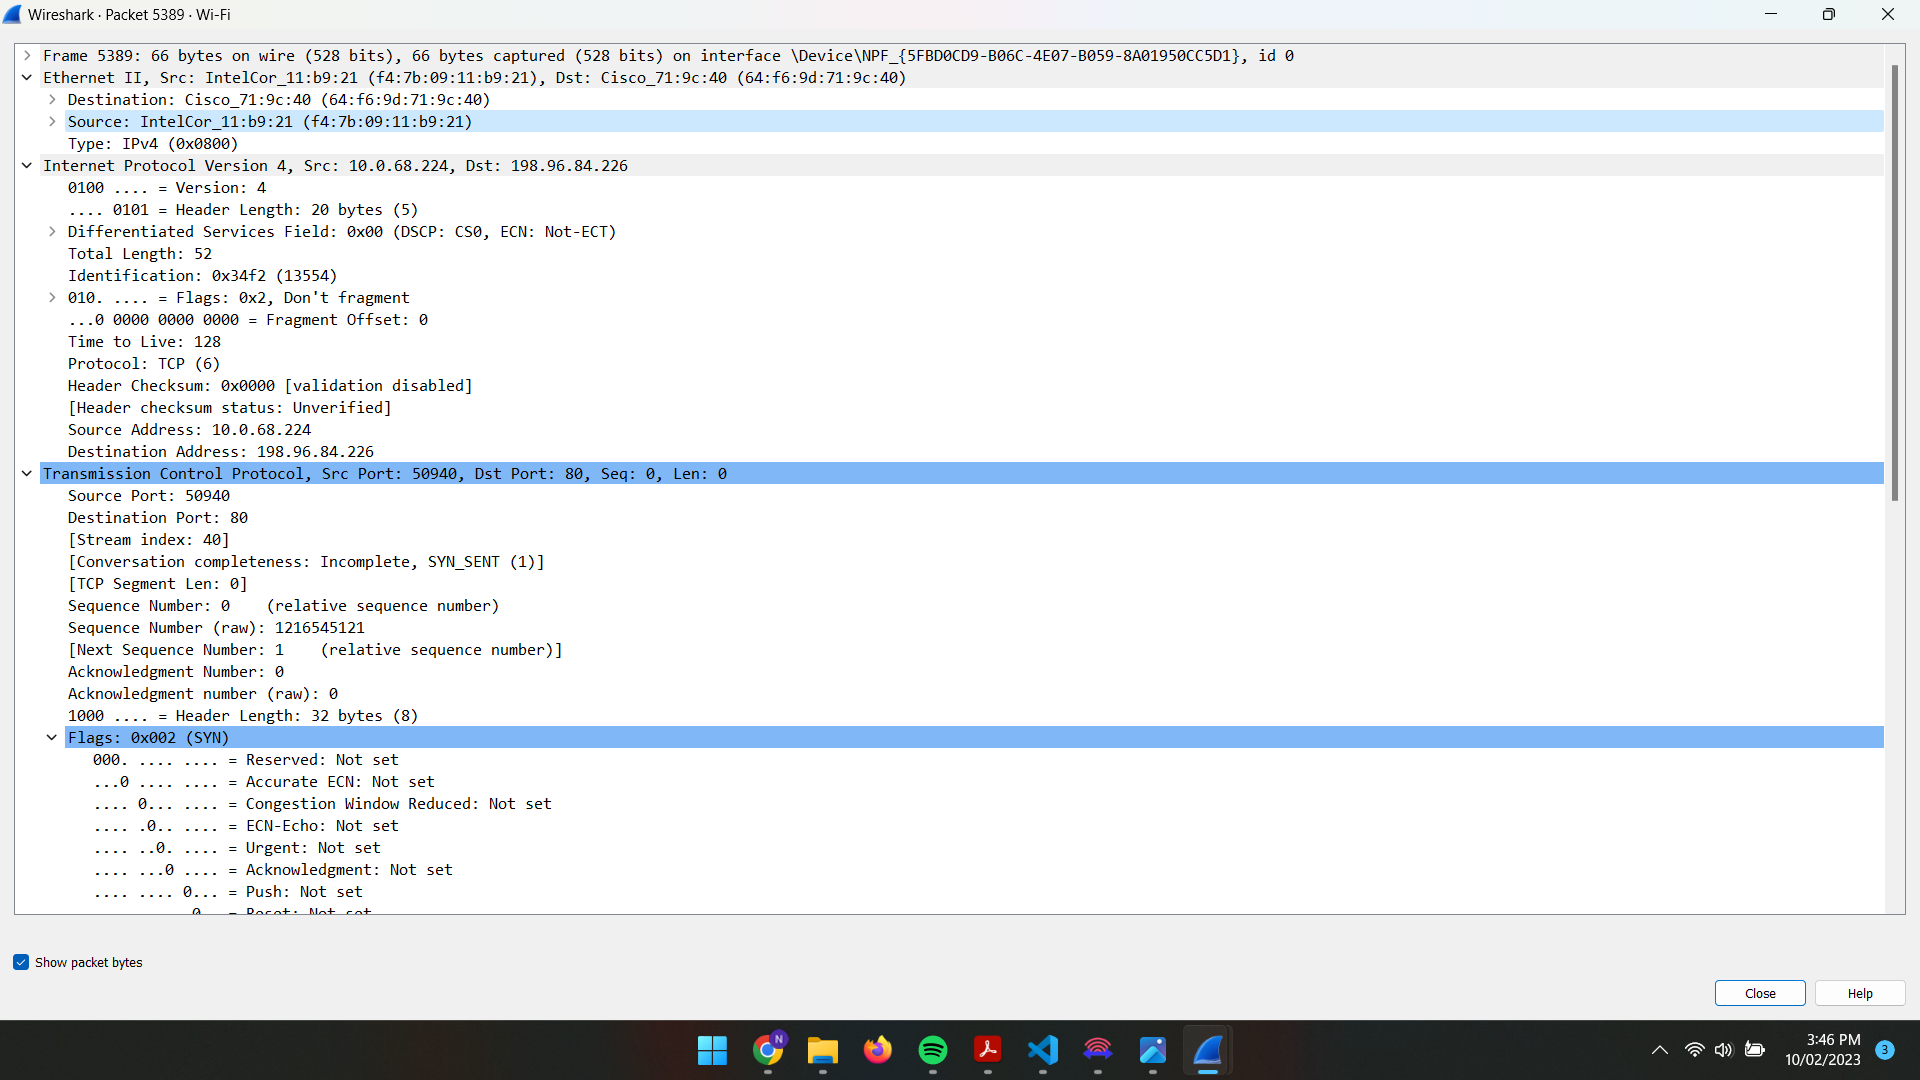 Wireshark · Packet 5389 · Wi-Fi
Frame 5389: 66 bytes on wire (528 bits), 66 bytes captured (528 bits) on interface \Device\NPF_{5FBD0CD9-B06C-4E07-B059-8A01950CC5D1}, id 0
Ethernet II, Src: IntelCor_11:b9:21 (f4:7b:09:11:b9:21), Dst: Cisco_71:9c:40 (64:f6:9d:71:9c:40)
Destination: Cisco_71:9c:40 (64:f6:9d:71:9c:40)
Source: IntelCor_11:b9:21 (f4:7b:09:11:b9:21)
Type: IPv4 (0x0800)
Internet Protocol Version 4, Src: 10.0.68.224, Dst: 198.96.84.226
0100 .... = Version: 4
.... 0101 = Header Length: 20 bytes (5)
Differentiated Services Field: 0x00 (DSCP: CS0, ECN: Not-ECT)
Total Length: 52
Identification: 0x34f2 (13554)
010. .... = Flags: 0x2, Don't fragment
...0 0000 0000 0000 = Fragment Offset: 0
Time to Live: 128
Protocol: TCP (6)
Header Checksum: 0x0000 [validation disabled]
[Header checksum status: Unverified]
Source Address: 10.0.68.224
Destination Address: 198.96.84.226
Transmission Control Protocol, Src Port: 50940, Dst Port: 80, Seq: 0, Len: 0
Source Port: 50940
Destination Port: 80
[Stream index: 40]
[Conversation completeness: Incomplete, SYN_SENT (1)]
[TCP Segment Len: 0]
Sequence Number: 0    (relative sequence number)
Sequence Number (raw): 1216545121
[Next Sequence Number: 1    (relative sequence number)]
Acknowledgment Number: 0
Acknowledgment number (raw): 0
1000 .... = Header Length: 32 bytes (8)
Flags: 0x002 (SYN)
000. .... .... = Reserved: Not set
...0 .... .... = Accurate ECN: Not set
.... 0... .... = Congestion Window Reduced: Not set
.... .0.. .... = ECN-Echo: Not set
.... ..0. .... = Urgent: Not set
.... ...0 .... = Acknowledgment: Not set
.... .... 0... = Push: Not set
.... .... .0.. = Reset: Not set
Show packet bytes
Close
Help
N
3:46 PM
10/02/2023
3